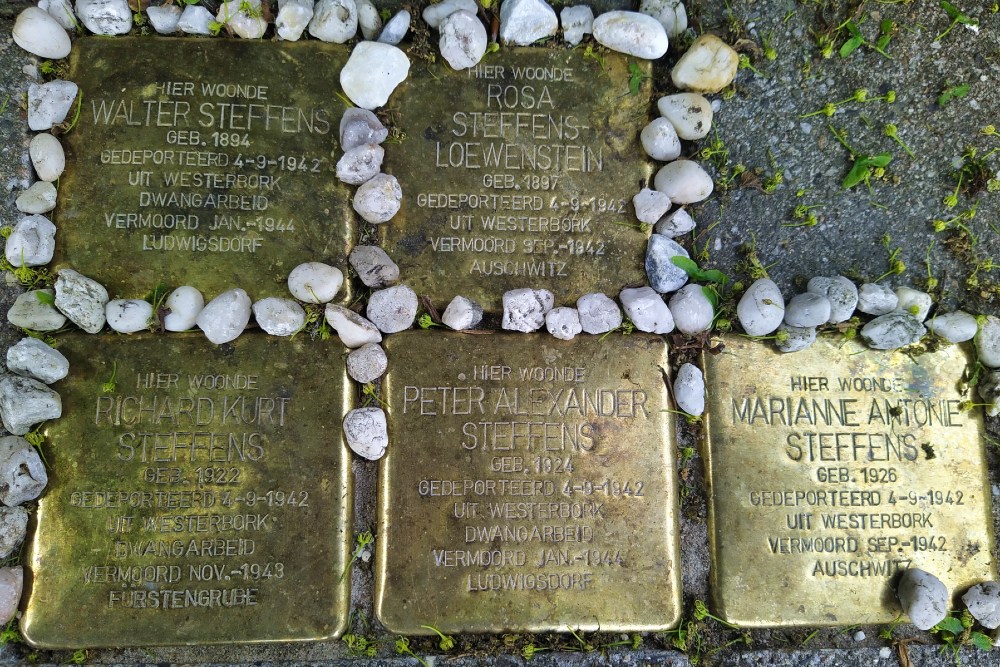 HIER WOONDE
WALTER STEFFENS
GEB. 1894
GEDEPORTEERD 4-9-1942
UIT WESTERBORK
DWANGARBEID
VERMOORD JAN.-1944
LUDWIGSDORF
HIER WOONDE
ROSA
STEFFENS-
LOEWENSTEIN
GEB. 1897
GEDEPORTEERD 4-9-1942
UIT WESTERBORK
VERMOORD SEP.-1942
AUSCHWITZ
HIER WOONDE
RICHARD KURT
STEFFENS
GEB. 1922
GEDEPORTEERD 4-9-1942
UIT WESTERBORK
DWANGARBEID
VERMOORD NOV.-1943
FÜRSTENGRUBE
HIER WOONDE
PETER ALEXANDER
STEFFENS
GEB. 1924
GEDEPORTEERD 4-9-1942
UIT WESTERBORK
DWANGARBEID
VERMOORD JAN.-1944
LUDWIGSDORF
HIER WOONDE
MARIANNE ANTONIE
STEFFENS
GEB. 1926
GEDEPORTEERD 4-9-1942
UIT WESTERBORK
VERMOORD SEP.-1942
AUSCHWITZ